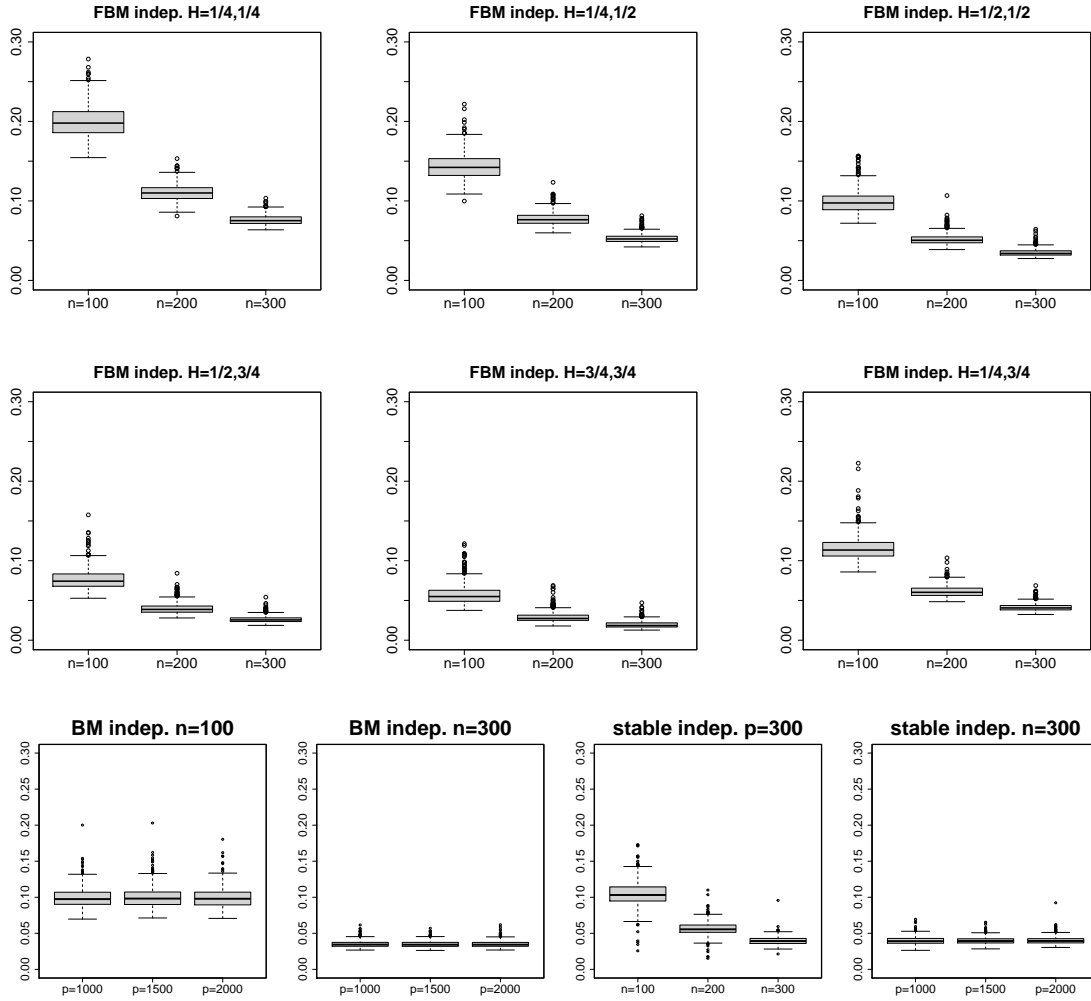 FBM indep. H=1/4,1/4
FBM indep. H=1/4,1/2
FBM indep. H=1/2,1/2
0.30
0.20
0.10
0.00
n=100 n=200 n=300
0.30
0.20
0.10
0.00
n=100 n=200 n=300
0.30
0.20
0.10
0.00
n=100 n=200 n=300
FBM indep. H=1/2,3/4
FBM indep. H=3/4,3/4
FBM indep. H=1/4,3/4
0.30
0.20
0.10
0.00
n=100 n=200 n=300
0.30
0.20
0.10
0.00
n=100 n=200 n=300
0.30
0.20
0.10
0.00
n=100 n=200 n=300
BM indep. n=100
BM indep. n=300
stable indep. p=300
stable indep. n=300
0.30
0.25
0.20
0.15
0.10
0.05
0.00
p=1000 p=1500 p=2000
0.30
0.25
0.20
0.15
0.10
0.05
0.00
p=1000 p=1500 p=2000
0.30
0.25
0.20
0.15
0.10
0.05
0.00
n=100 n=200 n=300
0.30
0.25
0.20
0.15
0.10
0.05
0.00
p=1000 p=1500 p=2000